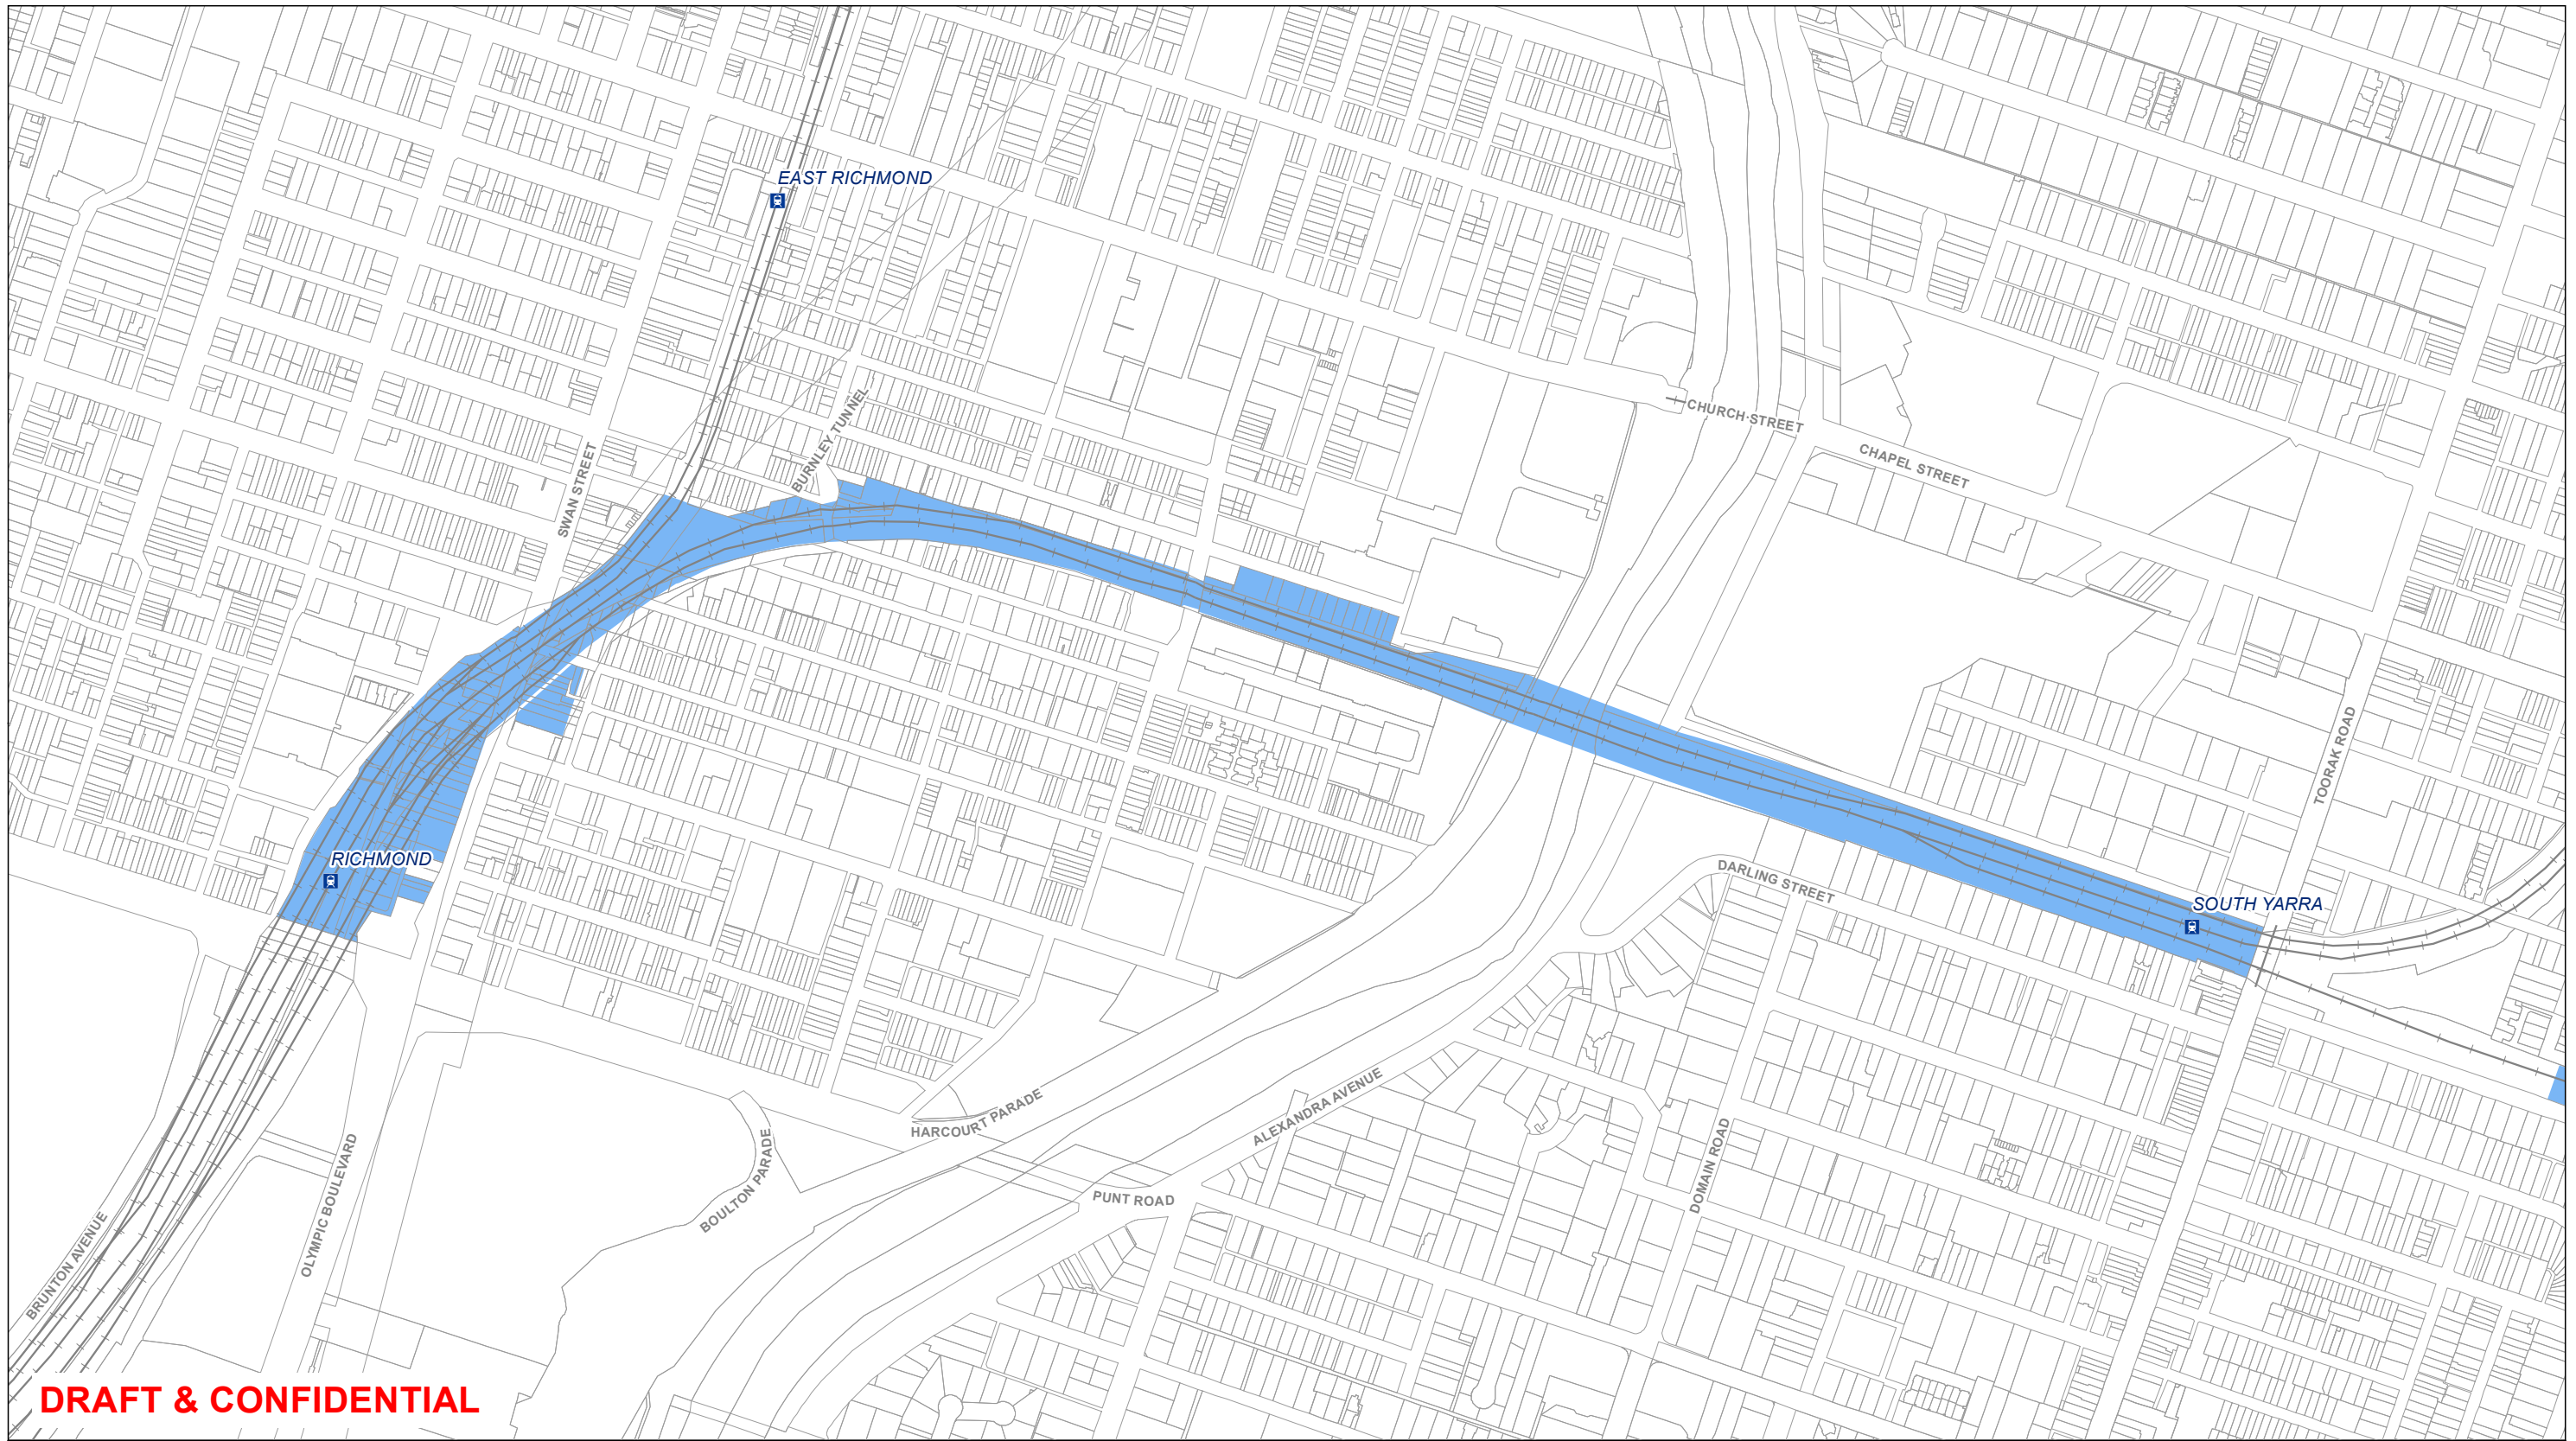 EAST RICHMOND
BURNLEY TUNNEL
CHURCH STREET
CHAPEL STREET
SWAN STREET
TOORAK ROAD
RICHMOND
DARLING STREET
SOUTH YARRA
HARCOURT PARADE
ALEXANDRA AVENUE
BOULTON PARADE
DOMAIN ROAD
PUNT ROAD
OLYMPIC BOULEVARD
BRUNTON AVENUE
DRAFT & CONFIDENTIAL